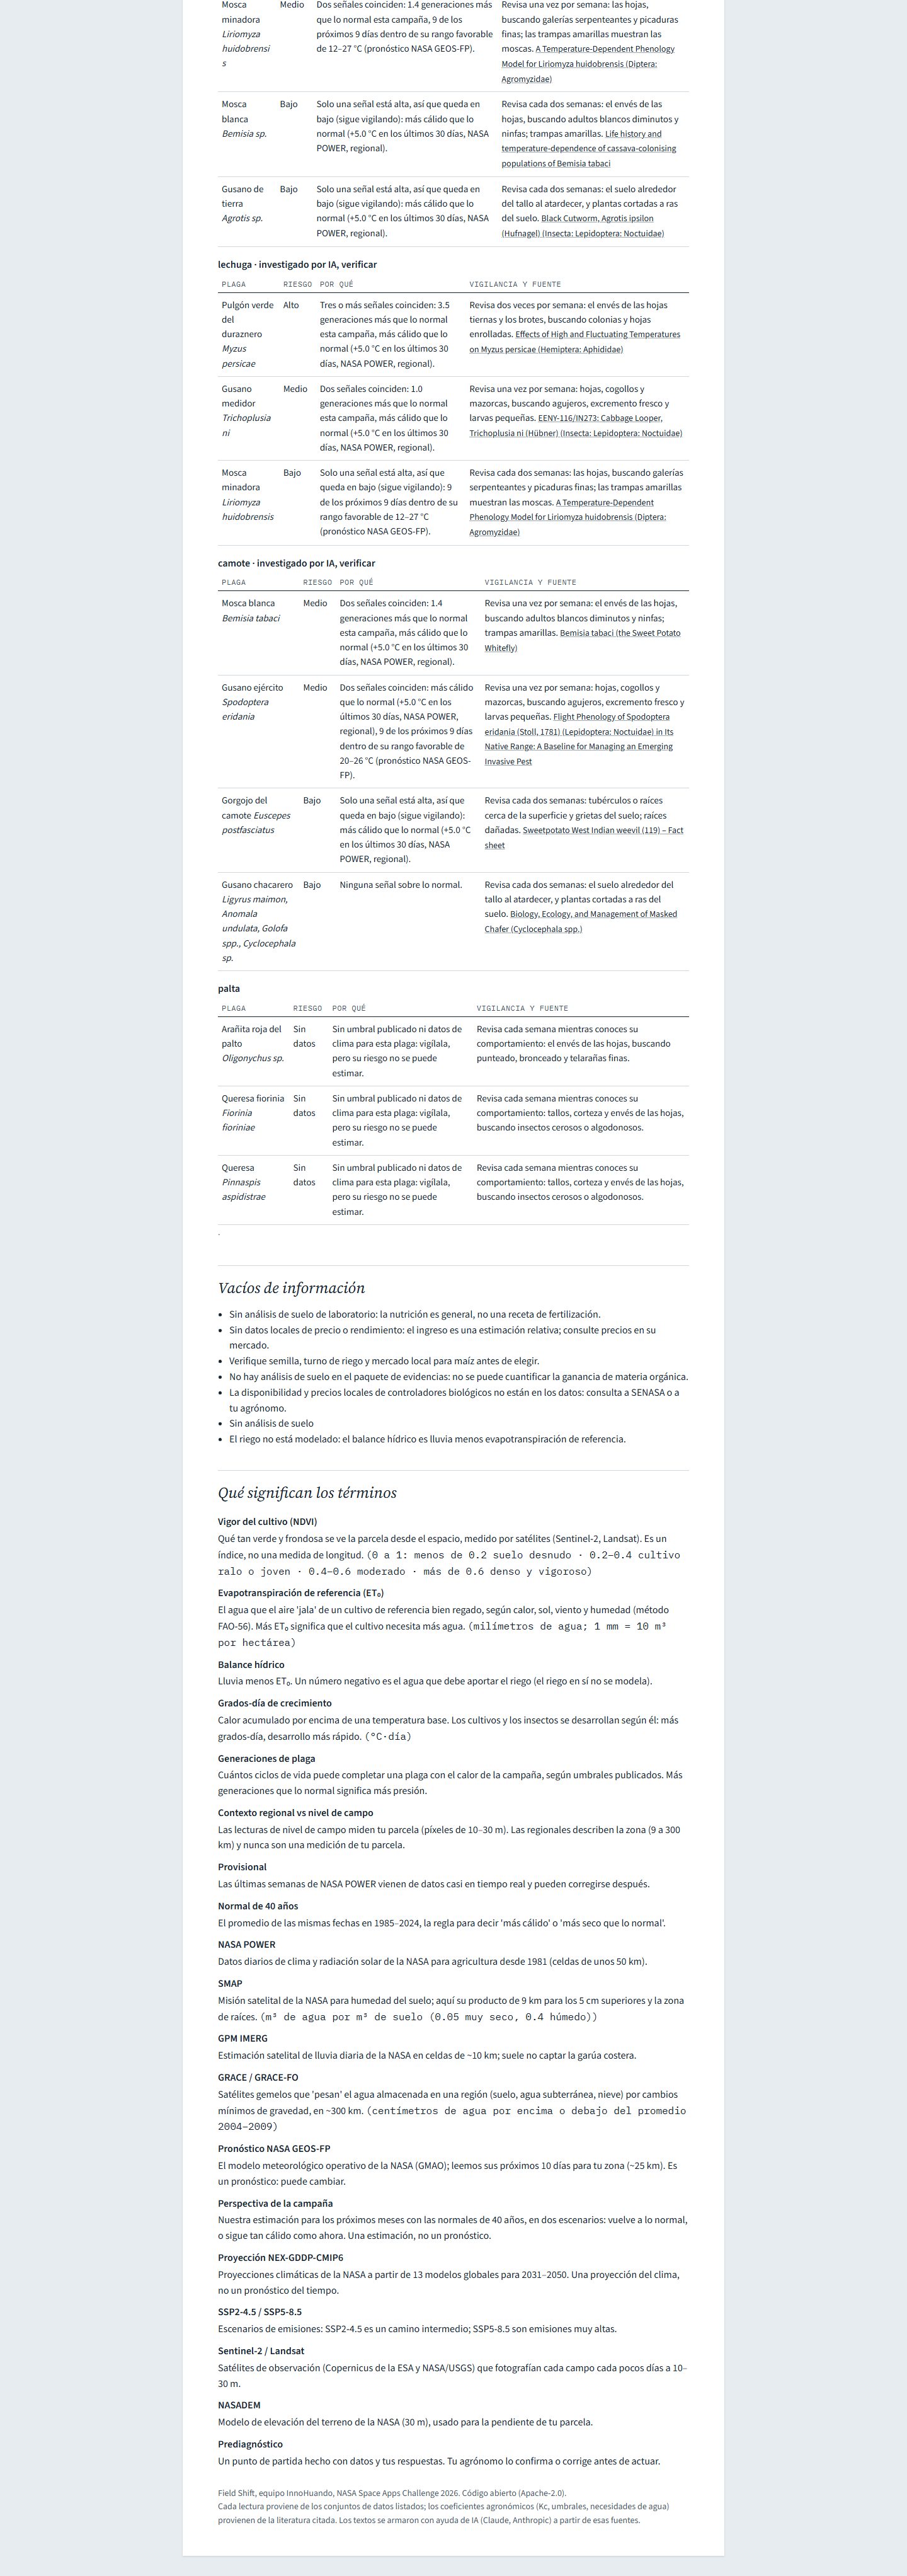 Mosca minadora Liriomyza huidobrensis
Medio
Dos señales coinciden: 1.4 generaciones más que lo normal esta campaña, 9 de los próximos 9 días dentro de su rango favorable de 12–27 °C (pronóstico NASA GEOS-FP).
Revisa una vez por semana: las hojas, buscando galerías serpenteantes y picaduras finas; las trampas amarillas muestran las moscas. A Temperature-Dependent Phenology Model for Liriomyza huidobrensis (Diptera: Agromyzidae)
Mosca blanca Bemisia sp.
Bajo
Solo una señal está alta, así que queda en bajo (sigue vigilando): más cálido que lo normal (+5.0 °C en los últimos 30 días, NASA POWER, regional).
Revisa cada dos semanas: el envés de las hojas, buscando adultos blancos diminutos y ninfas; trampas amarillas. Life history and temperature-dependence of cassava-colonising populations of Bemisia tabaci
Gusano de tierra Agrotis sp.
Bajo
Solo una señal está alta, así que queda en bajo (sigue vigilando): más cálido que lo normal (+5.0 °C en los últimos 30 días, NASA POWER, regional).
Revisa cada dos semanas: el suelo alrededor del tallo al atardecer, y plantas cortadas a ras del suelo. Black Cutworm, Agrotis ipsilon (Hufnagel) (Insecta: Lepidoptera: Noctuidae)
lechuga · investigado por IA, verificar
PLAGA RIESGO POR QUÉ VIGILANCIA Y FUENTE
Pulgón verde del duraznero Myzus persicae
Alto
Tres o más señales coinciden: 3.5 generaciones más que lo normal esta campaña, más cálido que lo normal (+5.0 °C en los últimos 30 días, NASA POWER, regional).
Revisa dos veces por semana: el envés de las hojas tiernas y los brotes, buscando colonias y hojas enrolladas. Effects of High and Fluctuating Temperatures on Myzus persicae (Hemiptera: Aphididae)
Gusano medidor Trichoplusia ni
Medio
Dos señales coinciden: 1.0 generaciones más que lo normal esta campaña, más cálido que lo normal (+5.0 °C en los últimos 30 días, NASA POWER, regional).
Revisa una vez por semana: hojas, cogollos y mazorcas, buscando agujeros, excremento fresco y larvas pequeñas. EENY-116/IN273: Cabbage Looper, Trichoplusia ni (Hübner) (Insecta: Lepidoptera: Noctuidae)
Mosca minadora Liriomyza huidobrensis
Bajo
Solo una señal está alta, así que queda en bajo (sigue vigilando): 9 de los próximos 9 días dentro de su rango favorable de 12–27 °C (pronóstico NASA GEOS-FP).
Revisa cada dos semanas: las hojas, buscando galerías serpenteantes y picaduras finas; las trampas amarillas muestran las moscas. A Temperature-Dependent Phenology Model for Liriomyza huidobrensis (Diptera: Agromyzidae)
camote · investigado por IA, verificar
PLAGA RIESGO POR QUÉ VIGILANCIA Y FUENTE
Mosca blanca Bemisia tabaci
Medio
Dos señales coinciden: 1.4 generaciones más que lo normal esta campaña, más cálido que lo normal (+5.0 °C en los últimos 30 días, NASA POWER, regional).
Revisa una vez por semana: el envés de las hojas, buscando adultos blancos diminutos y ninfas; trampas amarillas. Bemisia tabaci (the Sweet Potato Whitefly)
Gusano ejército Spodoptera eridania
Medio
Dos señales coinciden: más cálido que lo normal (+5.0 °C en los últimos 30 días, NASA POWER, regional), 9 de los próximos 9 días dentro de su rango favorable de 20–26 °C (pronóstico NASA GEOS-FP).
Revisa una vez por semana: hojas, cogollos y mazorcas, buscando agujeros, excremento fresco y larvas pequeñas. Flight Phenology of Spodoptera eridania (Stoll, 1781) (Lepidoptera: Noctuidae) in Its Native Range: A Baseline for Managing an Emerging Invasive Pest
Gorgojo del camote Euscepes postfasciatus
Bajo
Solo una señal está alta, así que queda en bajo (sigue vigilando): más cálido que lo normal (+5.0 °C en los últimos 30 días, NASA POWER, regional).
Revisa cada dos semanas: tubérculos o raíces cerca de la superficie y grietas del suelo; raíces dañadas. Sweetpotato West Indian weevil (119) – Fact sheet
Gusano chacarero Ligyrus maimon, Anomala undulata, Golofa spp., Cyclocephala sp.
Bajo
Ninguna señal sobre lo normal.
Revisa cada dos semanas: el suelo alrededor del tallo al atardecer, y plantas cortadas a ras del suelo. Biology, Ecology, and Management of Masked Chafer (Cyclocephala spp.)
palta
PLAGA RIESGO POR QUÉ VIGILANCIA Y FUENTE
Arañita roja del palto Oligonychus sp.
Sin datos
Sin umbral publicado ni datos de clima para esta plaga: vigílala, pero su riesgo no se puede estimar.
Revisa cada semana mientras conoces su comportamiento: el envés de las hojas, buscando punteado, bronceado y telarañas finas.
Queresa fiorinia Fiorinia fioriniae
Sin datos
Sin umbral publicado ni datos de clima para esta plaga: vigílala, pero su riesgo no se puede estimar.
Revisa cada semana mientras conoces su comportamiento: tallos, corteza y envés de las hojas, buscando insectos cerosos o algodonosos.
Queresa Pinnaspis aspidistrae
Sin datos
Sin umbral publicado ni datos de clima para esta plaga: vigílala, pero su riesgo no se puede estimar.
Revisa cada semana mientras conoces su comportamiento: tallos, corteza y envés de las hojas, buscando insectos cerosos o algodonosos.
.
Vacíos de información
• Sin análisis de suelo de laboratorio: la nutrición es general, no una receta de fertilización.
• Sin datos locales de precio o rendimiento: el ingreso es una estimación relativa; consulte precios en su
mercado.
• Verifique semilla, turno de riego y mercado local para maíz antes de elegir.
• No hay análisis de suelo en el paquete de evidencias: no se puede cuantificar la ganancia de materia orgánica.
• La disponibilidad y precios locales de controladores biológicos no están en los datos: consulta a SENASA o a
tu agrónomo.
• Sin análisis de suelo
• El riego no está modelado: el balance hídrico es lluvia menos evapotranspiración de referencia.
Qué significan los términos
Vigor del cultivo (NDVI)
Qué tan verde y frondosa se ve la parcela desde el espacio, medido por satélites (Sentinel-2, Landsat). Es un
índice, no una medida de longitud. (0 a 1: menos de 0.2 suelo desnudo · 0.2–0.4 cultivo
ralo o joven · 0.4–0.6 moderado · más de 0.6 denso y vigoroso)
Evapotranspiración de referencia (ET₀)
El agua que el aire 'jala' de un cultivo de referencia bien regado, según calor, sol, viento y humedad (método
FAO-56). Más ET₀ significa que el cultivo necesita más agua. (milímetros de agua; 1 mm = 10 m³
por hectárea)
Balance hídrico
Lluvia menos ET₀. Un número negativo es el agua que debe aportar el riego (el riego en sí no se modela).
Grados-día de crecimiento
Calor acumulado por encima de una temperatura base. Los cultivos y los insectos se desarrollan según él: más
grados-día, desarrollo más rápido. (°C·día)
Generaciones de plaga
Cuántos ciclos de vida puede completar una plaga con el calor de la campaña, según umbrales publicados. Más
generaciones que lo normal significa más presión.
Contexto regional vs nivel de campo
Las lecturas de nivel de campo miden tu parcela (píxeles de 10–30 m). Las regionales describen la zona (9 a 300
km) y nunca son una medición de tu parcela.
Provisional
Las últimas semanas de NASA POWER vienen de datos casi en tiempo real y pueden corregirse después.
Normal de 40 años
El promedio de las mismas fechas en 1985–2024, la regla para decir 'más cálido' o 'más seco que lo normal'.
NASA POWER
Datos diarios de clima y radiación solar de la NASA para agricultura desde 1981 (celdas de unos 50 km).
SMAP
Misión satelital de la NASA para humedad del suelo; aquí su producto de 9 km para los 5 cm superiores y la zona
de raíces. (m³ de agua por m³ de suelo (0.05 muy seco, 0.4 húmedo))
GPM IMERG
Estimación satelital de lluvia diaria de la NASA en celdas de ~10 km; suele no captar la garúa costera.
GRACE / GRACE-FO
Satélites gemelos que 'pesan' el agua almacenada en una región (suelo, agua subterránea, nieve) por cambios
mínimos de gravedad, en ~300 km. (centímetros de agua por encima o debajo del promedio
2004–2009)
Pronóstico NASA GEOS-FP
El modelo meteorológico operativo de la NASA (GMAO); leemos sus próximos 10 días para tu zona (~25 km). Es
un pronóstico: puede cambiar.
Perspectiva de la campaña
Nuestra estimación para los próximos meses con las normales de 40 años, en dos escenarios: vuelve a lo normal,
o sigue tan cálido como ahora. Una estimación, no un pronóstico.
Proyección NEX-GDDP-CMIP6
Proyecciones climáticas de la NASA a partir de 13 modelos globales para 2031–2050. Una proyección del clima,
no un pronóstico del tiempo.
SSP2-4.5 / SSP5-8.5
Escenarios de emisiones: SSP2-4.5 es un camino intermedio; SSP5-8.5 son emisiones muy altas.
Sentinel-2 / Landsat
Satélites de observación (Copernicus de la ESA y NASA/USGS) que fotografían cada campo cada pocos días a 10–
30 m.
NASADEM
Modelo de elevación del terreno de la NASA (30 m), usado para la pendiente de tu parcela.
Prediagnóstico
Un punto de partida hecho con datos y tus respuestas. Tu agrónomo lo confirma o corrige antes de actuar.
Field Shift, equipo InnoHuando, NASA Space Apps Challenge 2026. Código abierto (Apache-2.0).
Cada lectura proviene de los conjuntos de datos listados; los coeficientes agronómicos (Kc, umbrales, necesidades de agua)
provienen de la literatura citada. Los textos se armaron con ayuda de IA (Claude, Anthropic) a partir de esas fuentes.